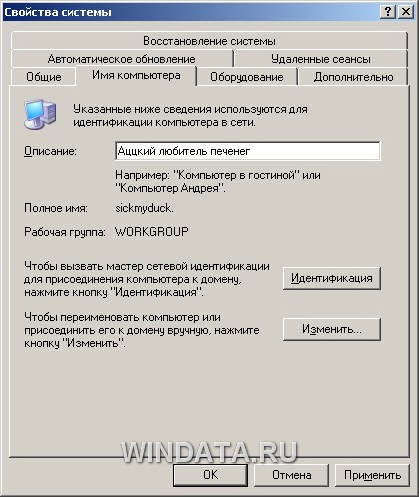 Свойства системы
Восстановление системы
Автоматическое обновление Удаленные сеансы
Общие Имя компьютера Оборудование Дополнительно
Указанные ниже сведения используются для
идентификации компьютера в сети.
Описание: Аццкий любитель печенег
Например: "Компьютер в гостиной" или
"Компьютер Андрея".
Полное имя: sickmyduck.
Рабочая группа: WORKGROUP
Чтобы вызвать мастер сетевой идентификации
для присоединения компьютера к домену,
нажмите кнопку "Идентификация".
Идентификация
Чтобы переименовать компьютер или
присоединить его к домену вручную, нажмите
кнопку "Изменить".
Изменить...
WINDATA.RU
OK Отмена Применить